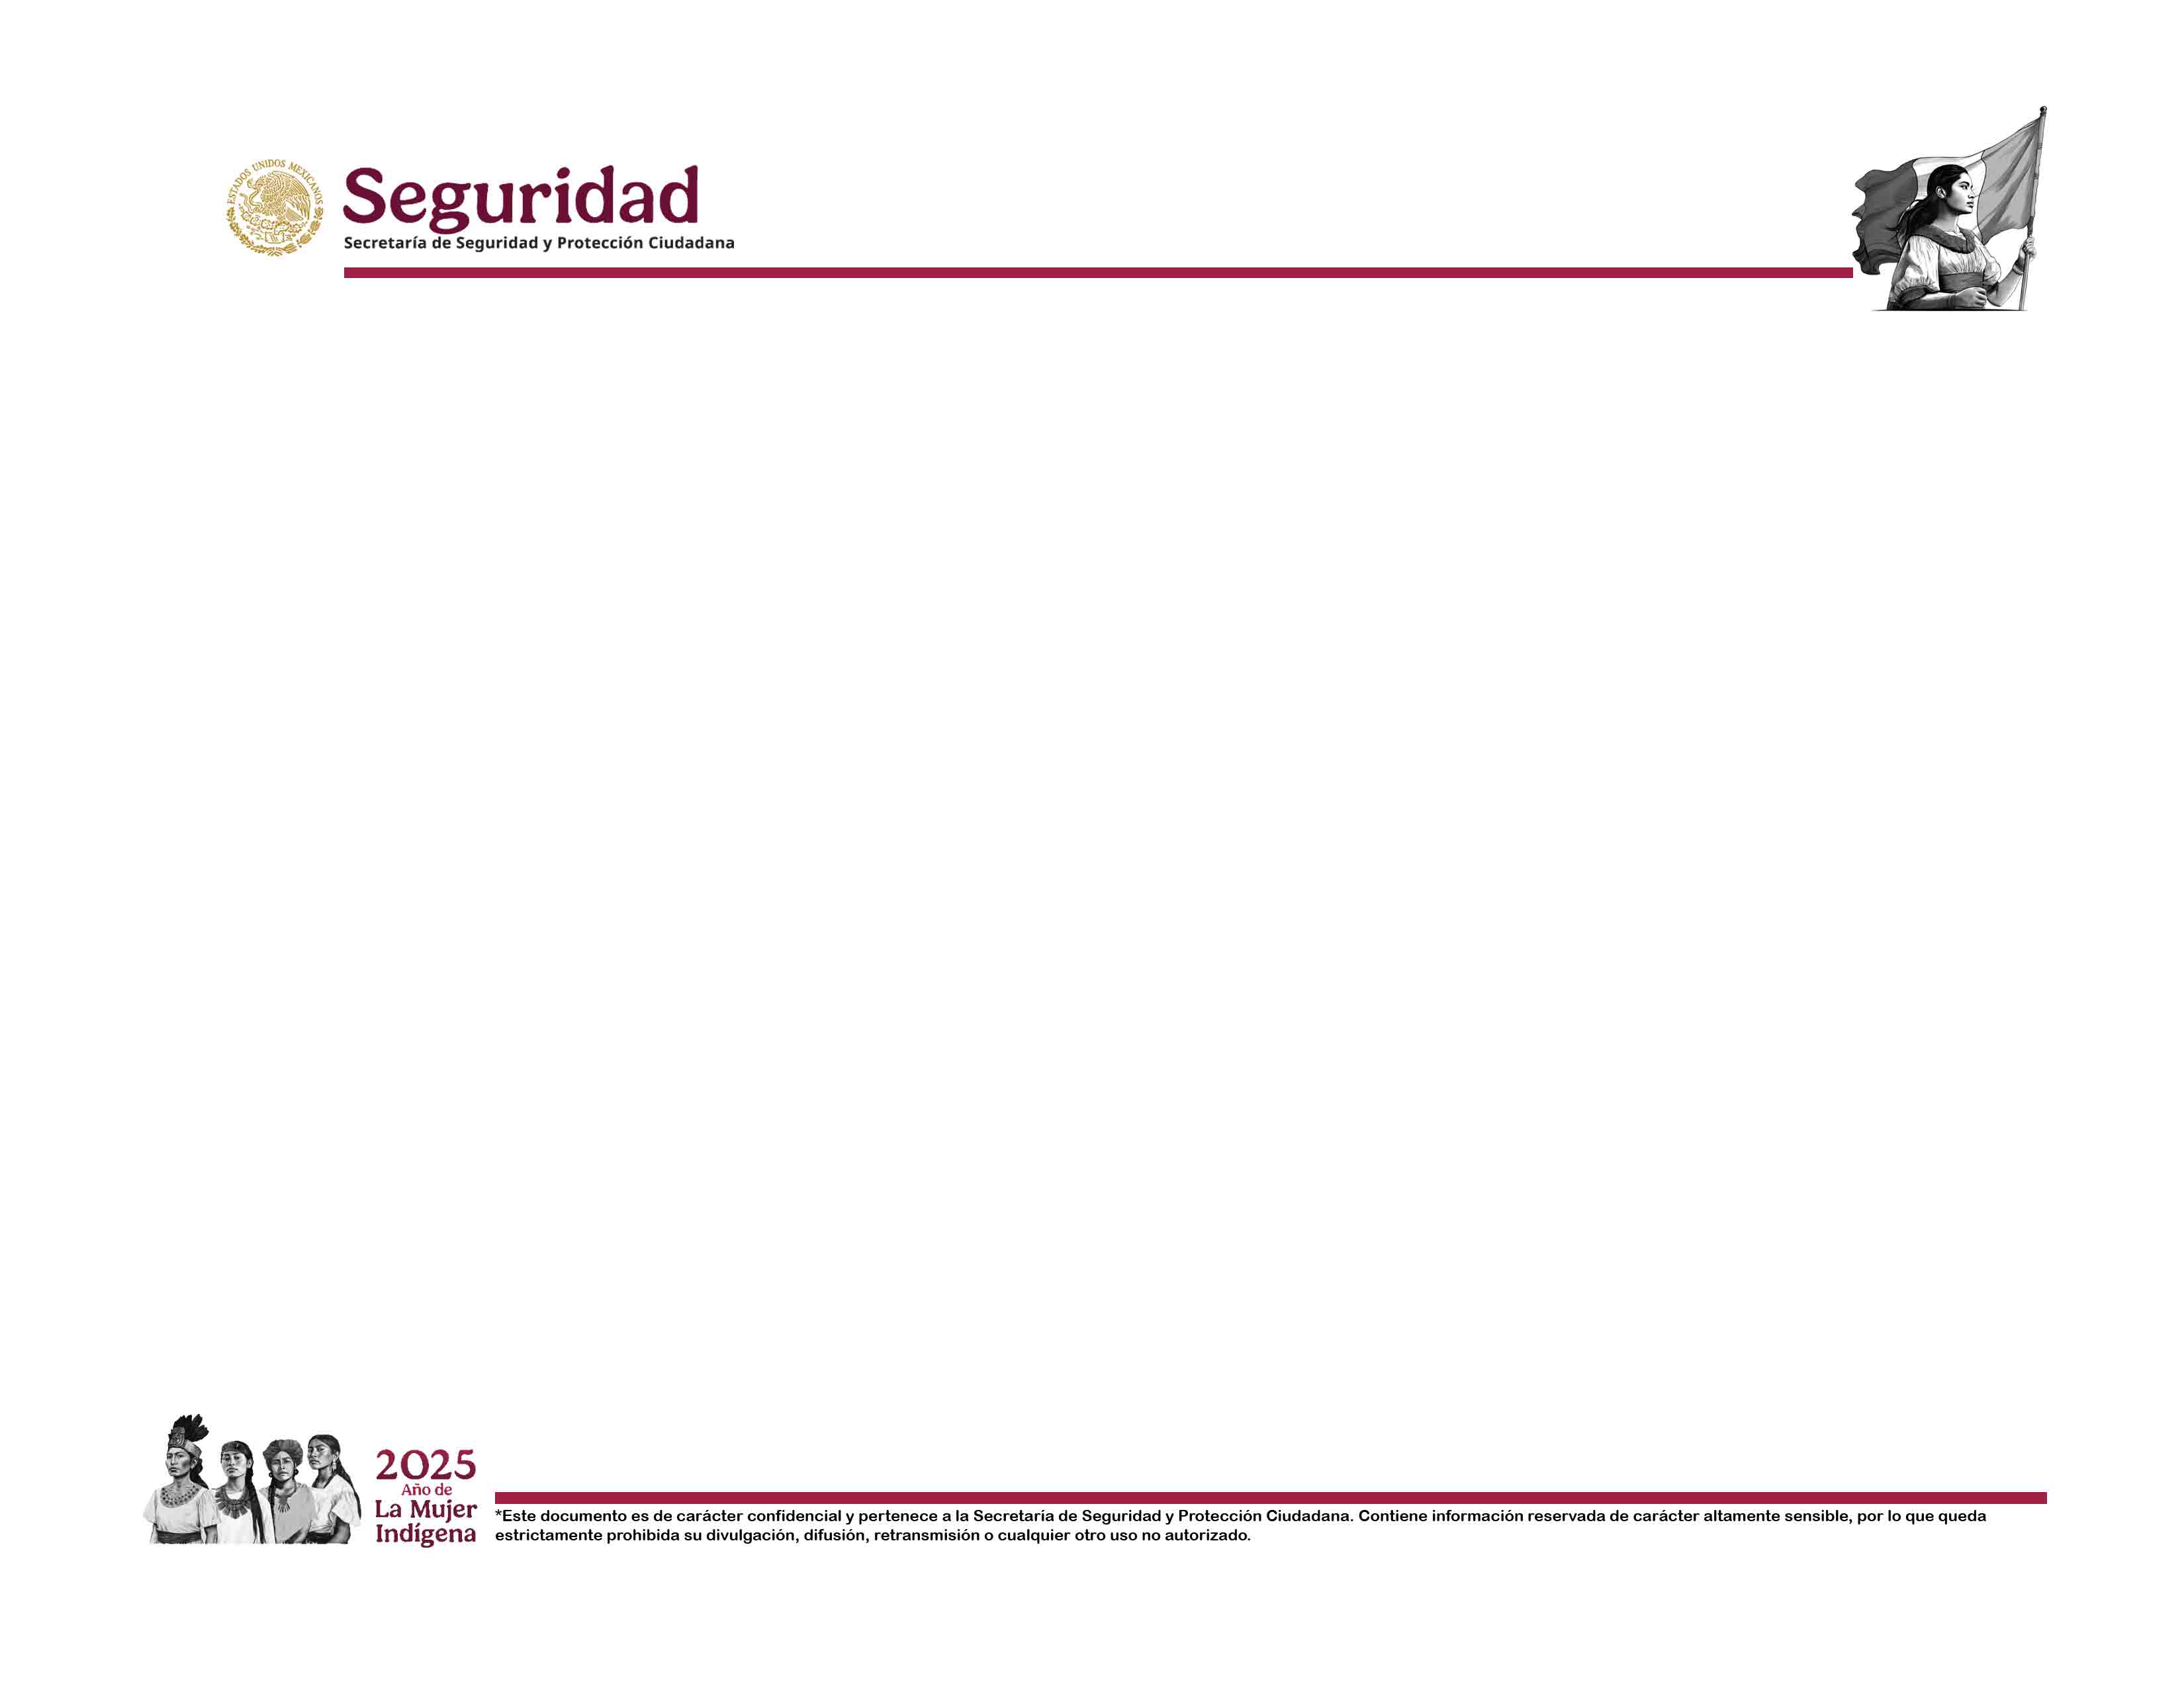 ESTADOS UNIDOS MEXICANOS
Seguridad
Secretaría de Seguridad y Protección Ciudadana
2025
Año de
La Mujer
Indígena
*Este documento es de carácter confidencial y pertenece a la Secretaría de Seguridad y Protección Ciudadana. Contiene información reservada de carácter altamente sensible, por lo que queda
estrictamente prohibida su divulgación, difusión, retransmisión o cualquier otro uso no autorizado.